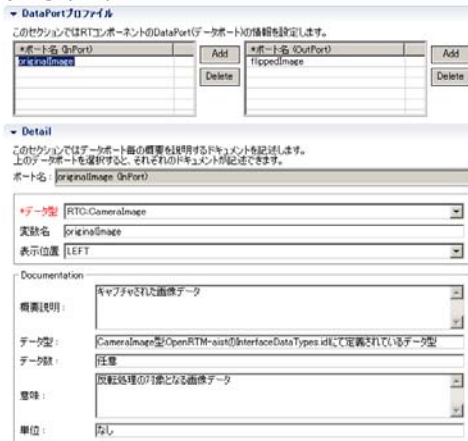 DataPortプロファイル
このセクションではRTコンポーネントのDataPort(データポート)の情報を設定します。
*ポート名 (InPort)
originalImage
Add
Delete
*ポート名 (OutPort)
flippedImage
Add
Delete
Detail
このセクションではデータポート毎の概要を説明するドキュメントを記述します。
上のデータポートを選択すると、それぞれのドキュメントが記述できます。
ポート名: originalImage (InPort)
*データ型 RTC:CameraImage
変数名 originalImage
表示位置 LEFT
Documentation
概要説明: キャプチャされた画像データ
データ型: CameraImage型(OpenRTM-aistのInterfaceDataTypes.idlにて定義されているデータ型
データ数: 任意
意味: 反転処理の対象となる画像データ
単位: なし